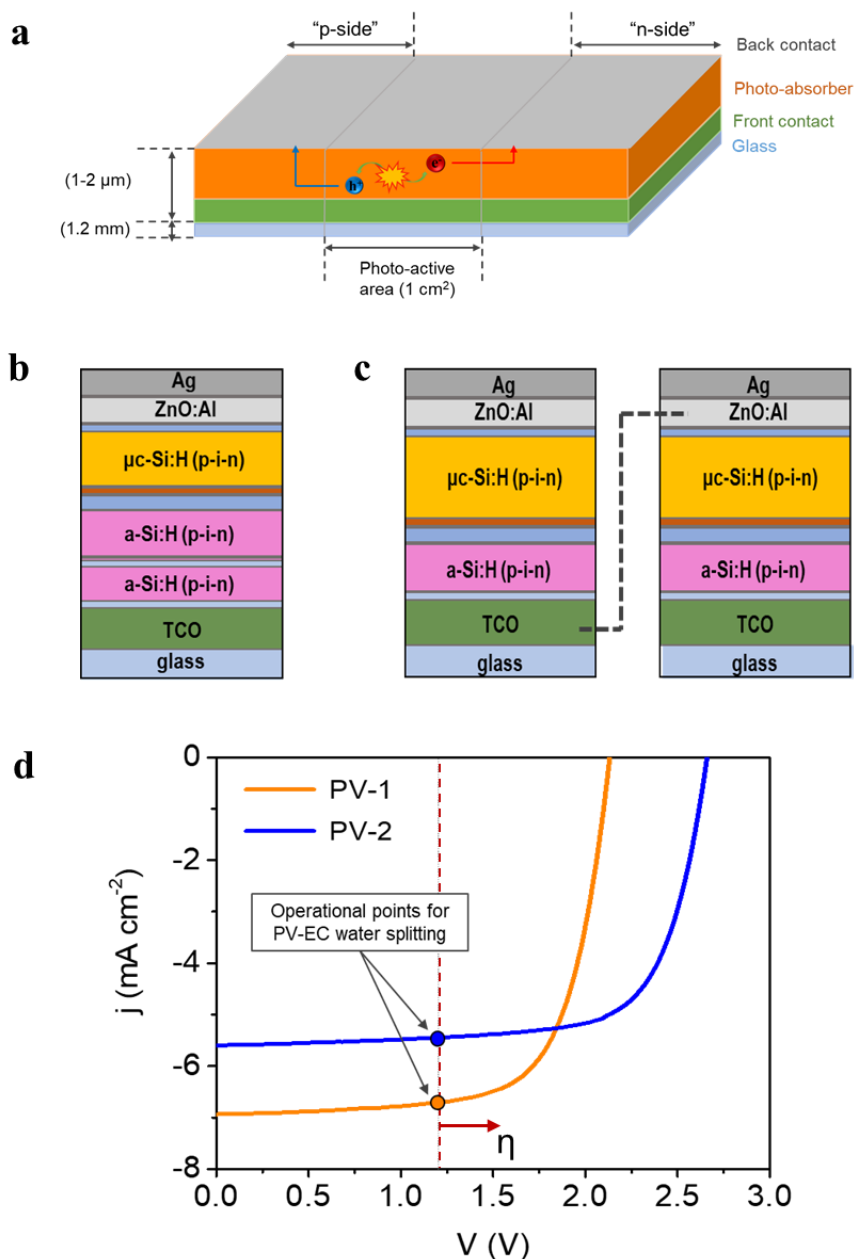 a
"p-side"
"n-side"
Back contact
Photo-absorber
Front contact
Glass
(1-2 µm)
(1.2 mm)
h⁺
e⁻
Photo-active
area (1 cm²)
b
Ag
ZnO:Al
µc-Si:H (p-i-n)
a-Si:H (p-i-n)
a-Si:H (p-i-n)
TCO
glass
c
Ag
ZnO:Al
µc-Si:H (p-i-n)
a-Si:H (p-i-n)
TCO
glass
Ag
ZnO:Al
µc-Si:H (p-i-n)
a-Si:H (p-i-n)
TCO
glass
d
PV-1
PV-2
Operational points for
PV-EC water splitting
η
j (mA cm⁻²)
0
-2
-4
-6
-8
0.0 0.5 1.0 1.5 2.0 2.5 3.0
V (V)